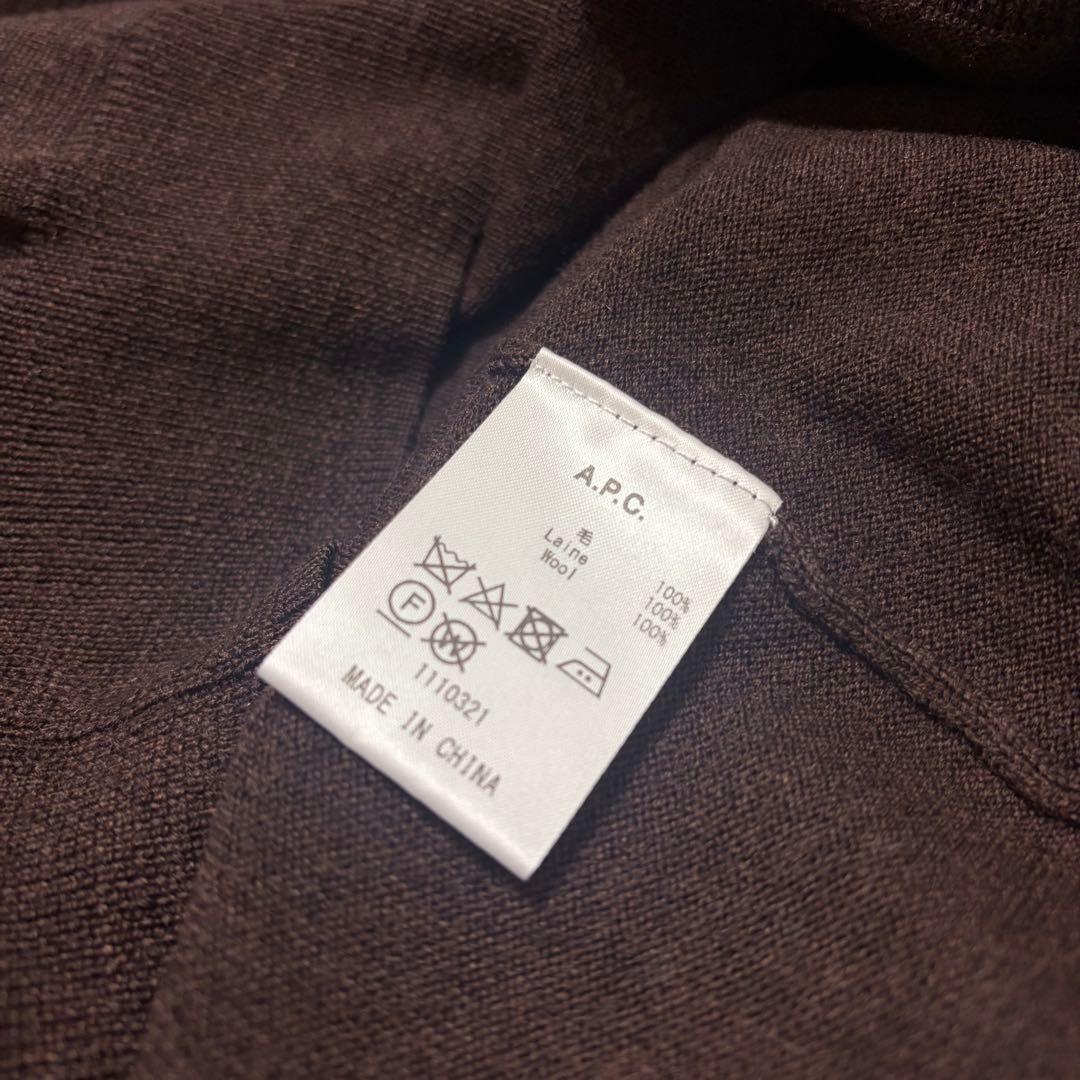 A.P.C.
毛 100%
Laine 100%
Wool 100%
F W
1110321
MADE IN CHINA